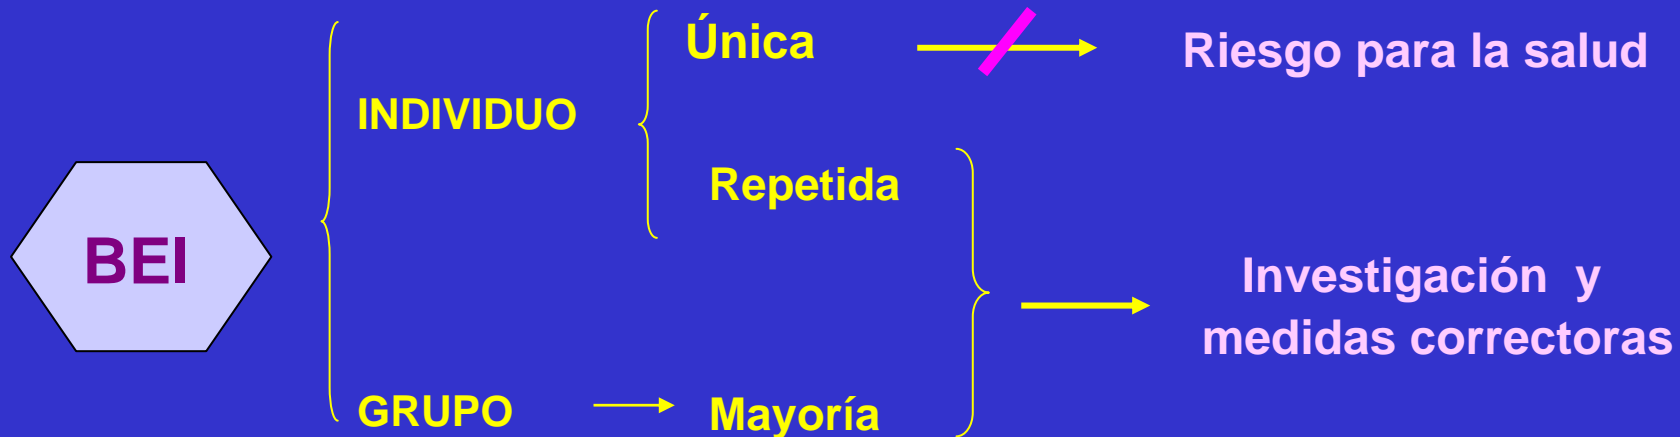 BEI
INDIVIDUO
Única
Riesgo para la salud
Repetida
GRUPO
Mayoría
Investigación y
medidas correctoras